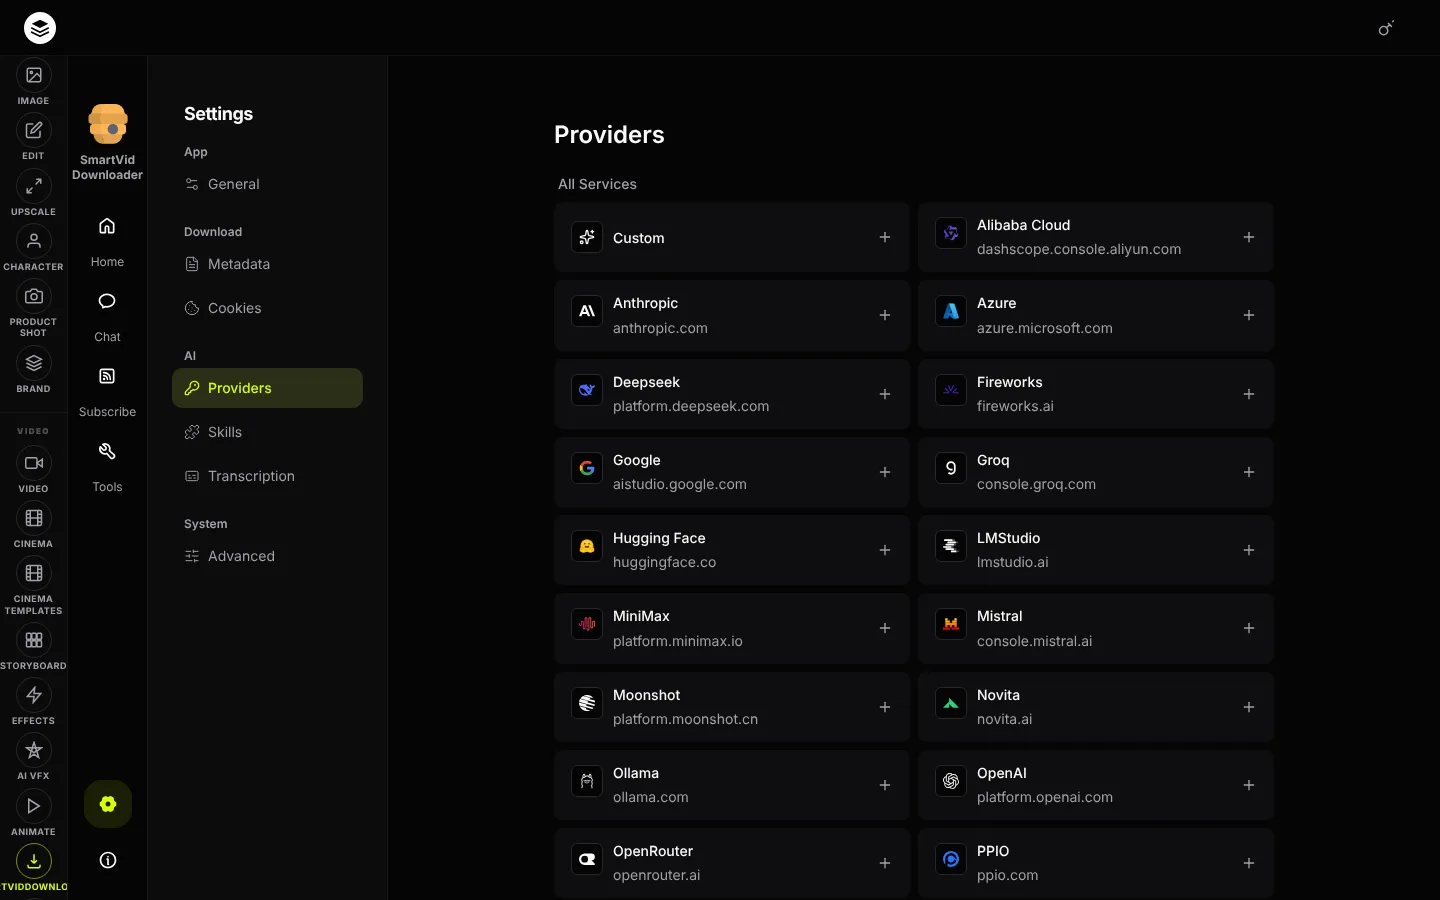 IMAGE
EDIT
UPSCALE
CHARACTER
PRODUCT
SHOT
BRAND
VIDEO
VIDEO
CINEMA
CINEMA
TEMPLATES
STORYBOARD
EFFECTS
AI VFX
ANIMATE
TVIDDOWNLO
SmartVid
Downloader
Home
Chat
Subscribe
Tools
Settings
App
General
Download
Metadata
Cookies
AI
Providers
Skills
Transcription
System
Advanced
Providers
All Services
Custom
Alibaba Cloud
dashscope.console.aliyun.com
Anthropic
anthropic.com
Azure
azure.microsoft.com
Deepseek
platform.deepseek.com
Fireworks
fireworks.ai
Google
aistudio.google.com
Groq
console.groq.com
Hugging Face
huggingface.co
LMStudio
lmstudio.ai
MiniMax
platform.minimax.io
Mistral
console.mistral.ai
Moonshot
platform.moonshot.cn
Novita
novita.ai
Ollama
ollama.com
OpenAI
platform.openai.com
OpenRouter
openrouter.ai
PPIO
ppio.com